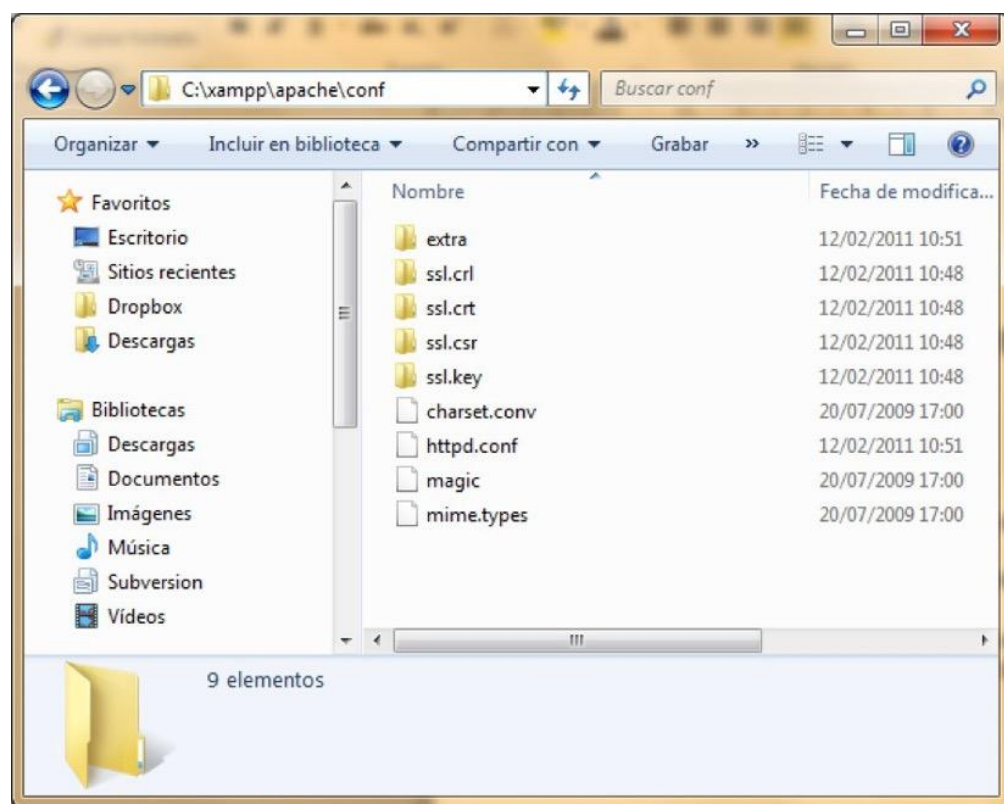 C:\xampp\apache\conf
Buscar conf
Organizar
Incluir en biblioteca
Compartir con
Grabar
»
Nombre
Fecha de modifica...
Favoritos
Escritorio
Sitios recientes
Dropbox
Descargas
Bibliotecas
Descargas
Documentos
Imágenes
Música
Subversion
Vídeos
extra 12/02/2011 10:51
ssl.crl 12/02/2011 10:48
ssl.crt 12/02/2011 10:48
ssl.csr 12/02/2011 10:48
ssl.key 12/02/2011 10:48
charset.conv 20/07/2009 17:00
httpd.conf 12/02/2011 10:51
magic 20/07/2009 17:00
mime.types 20/07/2009 17:00
9 elementos